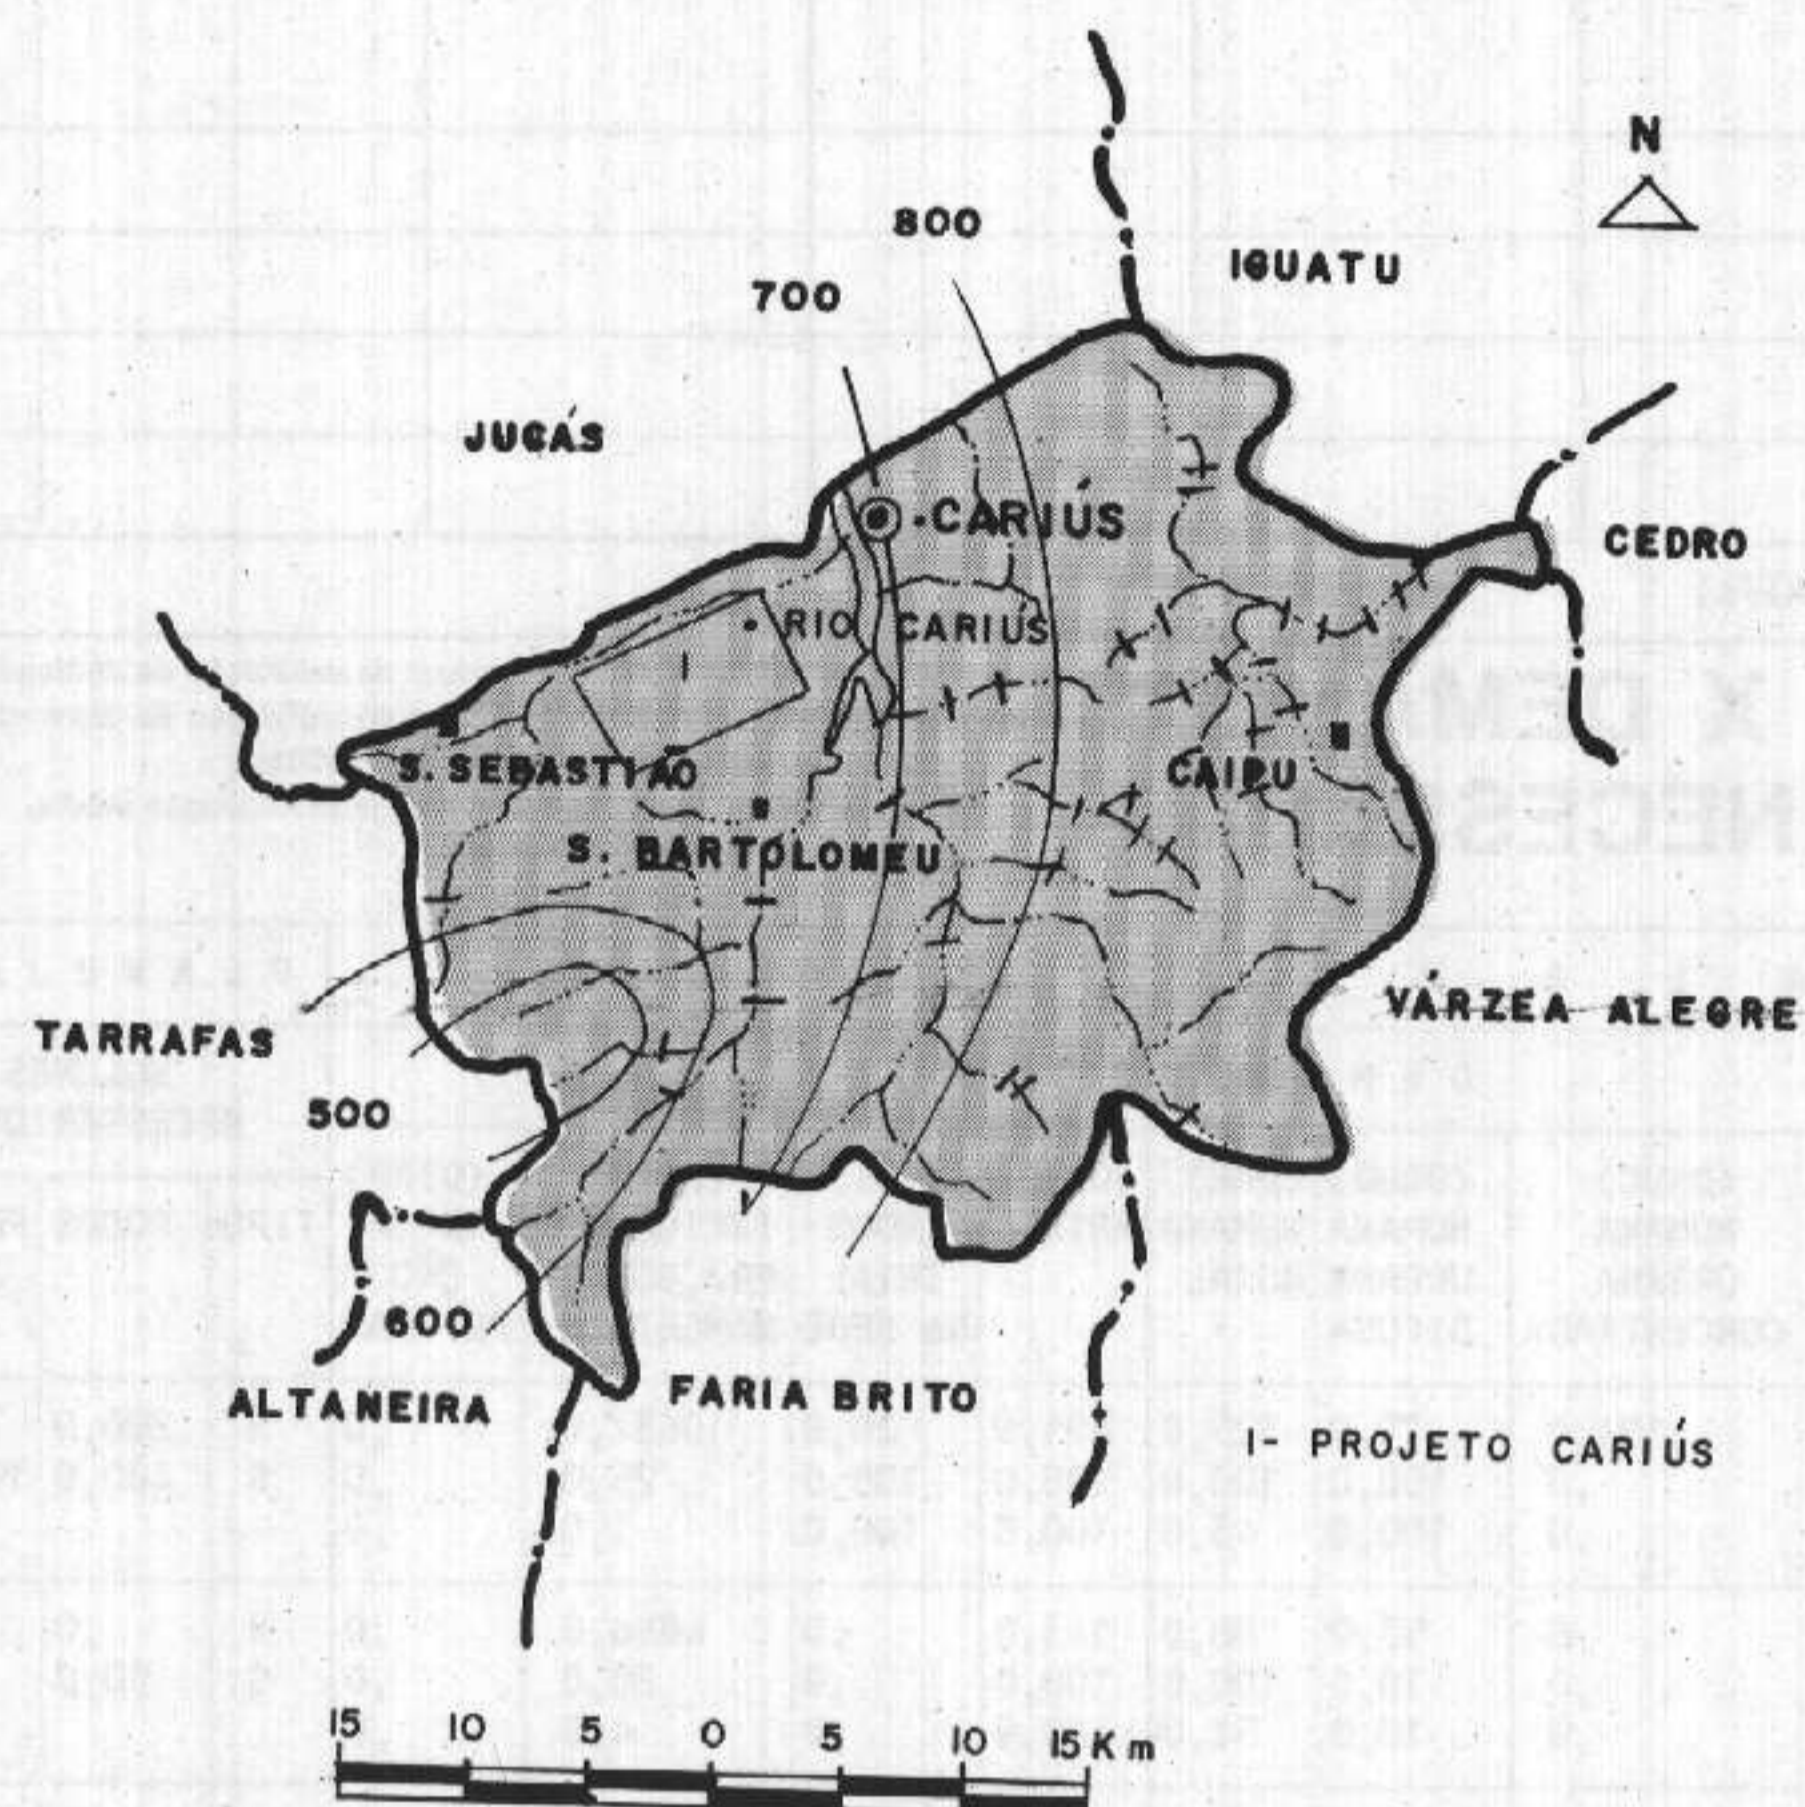 N
800
IGUATU
700
JUCÁS
CARIÚS
CEDRO
RIO CARIÚS
I
S. SEBASTIÃO
CAIPU
S. BARTOLOMEU
VÁRZEA ALEGRE
TARRAFAS
500
600
ALTANEIRA
FARIA BRITO
I- PROJETO CARIÚS
15 10 5 0 5 10 15 Km